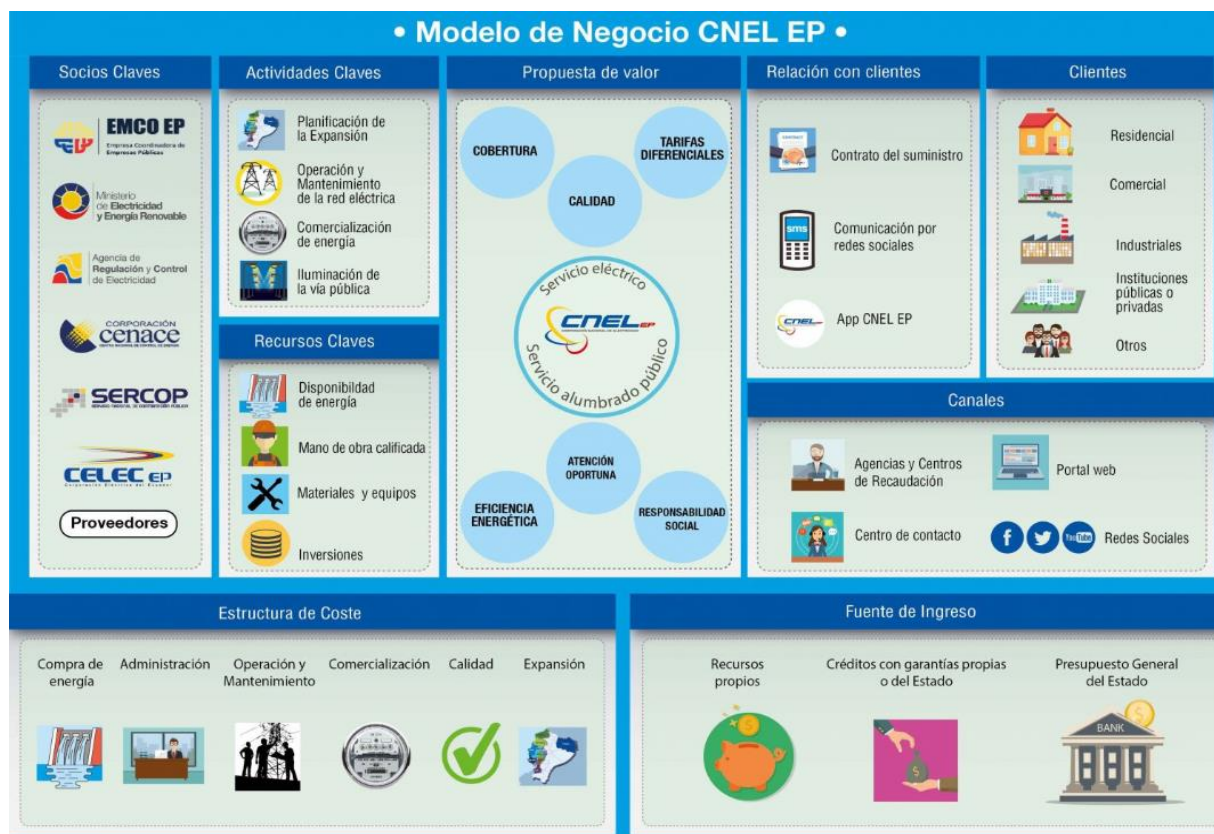 • Modelo de Negocio CNEL EP •
Socios Claves
EMCO EP
Empresa Coordinadora de
Empresas Públicas
Ministerio
de Electricidad
y Energía Renovable
Agencia de
Regulación y Control
de Electricidad
CORPORACIÓN
cenace
SERCOP
CELEC EP
Proveedores
Actividades Claves
Planificación de
la Expansión
Operación y
Mantenimiento
de la red eléctrica
Comercialización
de energía
Iluminación de
la vía pública
Recursos Claves
Disponibildad
de energía
Mano de obra calificada
Materiales y equipos
Inversiones
Propuesta de valor
COBERTURA
TARIFAS
DIFERENCIALES
CALIDAD
Servicio eléctrico
CNEL EP
Servicio alumbrado público
ATENCIÓN
OPORTUNA
EFICIENCIA
ENERGÉTICA
RESPONSABILIDAD
SOCIAL
Relación con clientes
CONTRACT
Contrato del suministro
sms
Comunicación por
redes sociales
CNEL
App CNEL EP
Clientes
Residencial
Comercial
Industriales
Instituciones
públicas o
privadas
Otros
Canales
Agencias y Centros
de Recaudación
Portal web
Centro de contacto
f
YouTube
Redes Sociales
Estructura de Coste
Compra de
energía
Administración
Operación y
Mantenimiento
Comercialización
Calidad
Expansión
Fuente de Ingreso
Recursos
propios
Créditos con garantías propias
o del Estado
Presupuesto General
del Estado
$
$
$
BANK